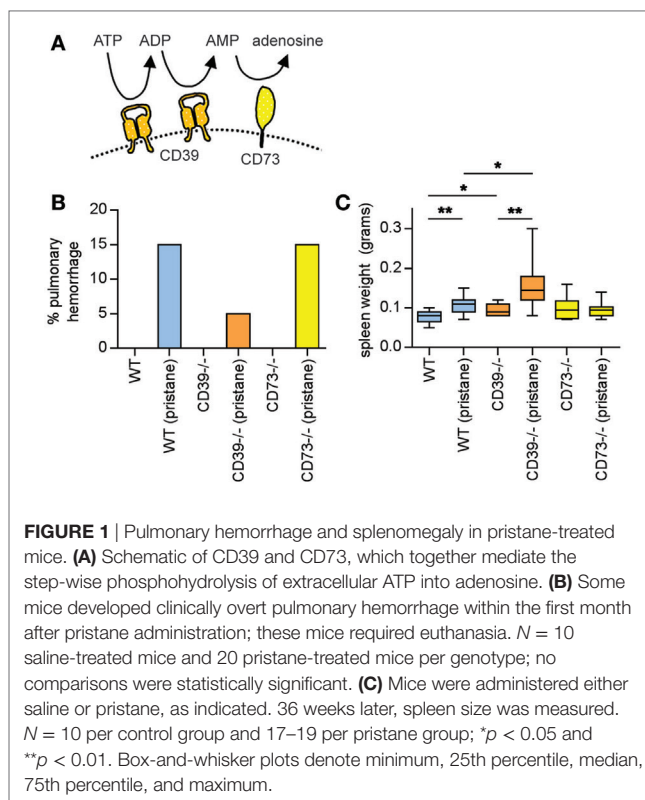 A
ATP ADP AMP adenosine
CD39 CD73
B
% pulmonary
hemorrhage
20
15
10
5
0
WT
WT (pristane)
CD39-/-
CD39-/- (pristane)
CD73-/-
CD73-/- (pristane)
C
spleen weight (grams)
0.3
0.2
0.1
0.0
*
*
** **
WT
WT (pristane)
CD39-/-
CD39-/- (pristane)
CD73-/-
CD73-/- (pristane)
FIGURE 1 | Pulmonary hemorrhage and splenomegaly in pristane-treated
mice. (A) Schematic of CD39 and CD73, which together mediate the
step-wise phosphohydrolysis of extracellular ATP into adenosine. (B) Some
mice developed clinically overt pulmonary hemorrhage within the first month
after pristane administration; these mice required euthanasia. N = 10
saline-treated mice and 20 pristane-treated mice per genotype; no
comparisons were statistically significant. (C) Mice were administered either
saline or pristane, as indicated. 36 weeks later, spleen size was measured.
N = 10 per control group and 17–19 per pristane group; *p < 0.05 and
**p < 0.01. Box-and-whisker plots denote minimum, 25th percentile, median,
75th percentile, and maximum.